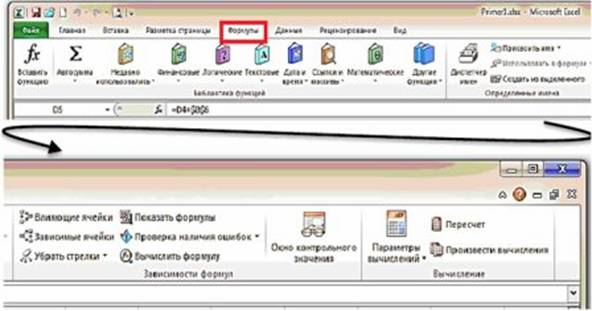 Primer3.xlsx - Microsoft Excel
Файл Главная Вставка Разметка страницы Формулы Данные Рецензирование Вид
fx Вставить функцию
Σ Автосумма
Недавно использовались
Финансовые Логические Текстовые Дата и время Ссылки и массивы Математические Другие функции
Диспетчер имен
Присвоить имя
Использовать в формуле
Создать из выделенного
Библиотека функций
Определенные имена
D5 fx
Влияющие ячейки
Зависимые ячейки
Убрать стрелки
Показать формулы
Проверка наличия ошибок
Вычислить формулу
Окно контрольного значения
Параметры вычислений
Пересчет
Произвести вычисления
Зависимости формул
Вычисление